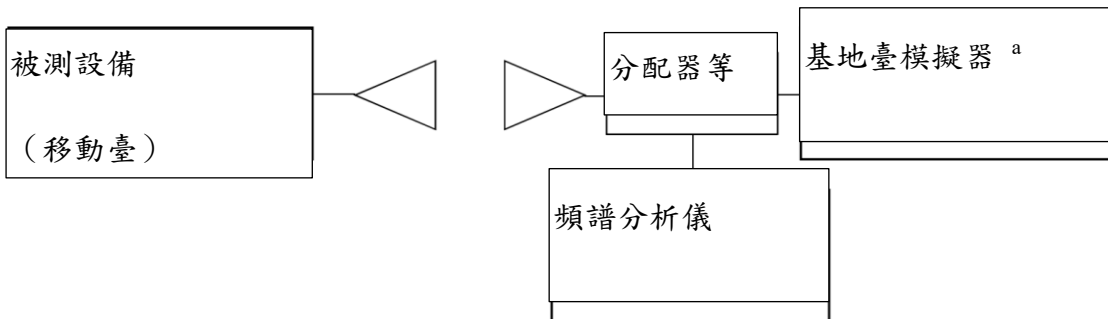 被測設備
（移動臺）
分配器等
基地臺模擬器 a
頻譜分析儀